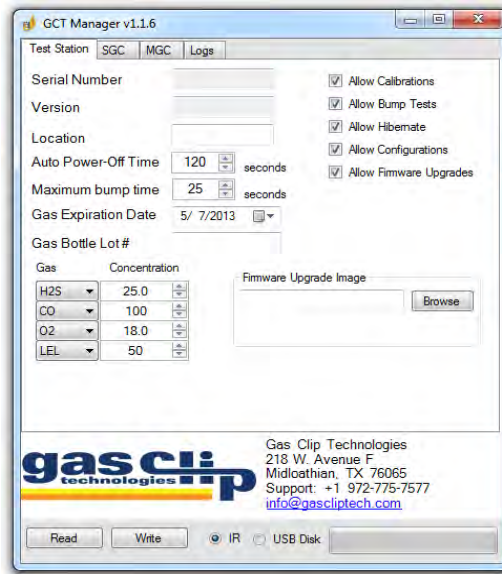 GCT Manager v1.1.6
Test Station SGC MGC Logs
Serial Number
Version
Location
Auto Power-Off Time 120 seconds
Maximum bump time 25 seconds
Gas Expiration Date 5/ 7/2013
Gas Bottle Lot #
Allow Calibrations
Allow Bump Tests
Allow Hibernate
Allow Configurations
Allow Firmware Upgrades
Gas Concentration
H2S 25.0
CO 100
O2 18.0
LEL 50
Firmware Upgrade Image
Browse
gas clip
technologies
Gas Clip Technologies
218 W. Avenue F
Midloathian, TX 76065
Support: +1 972-775-7577
info@gascliptech.com
Read Write IR USB Disk